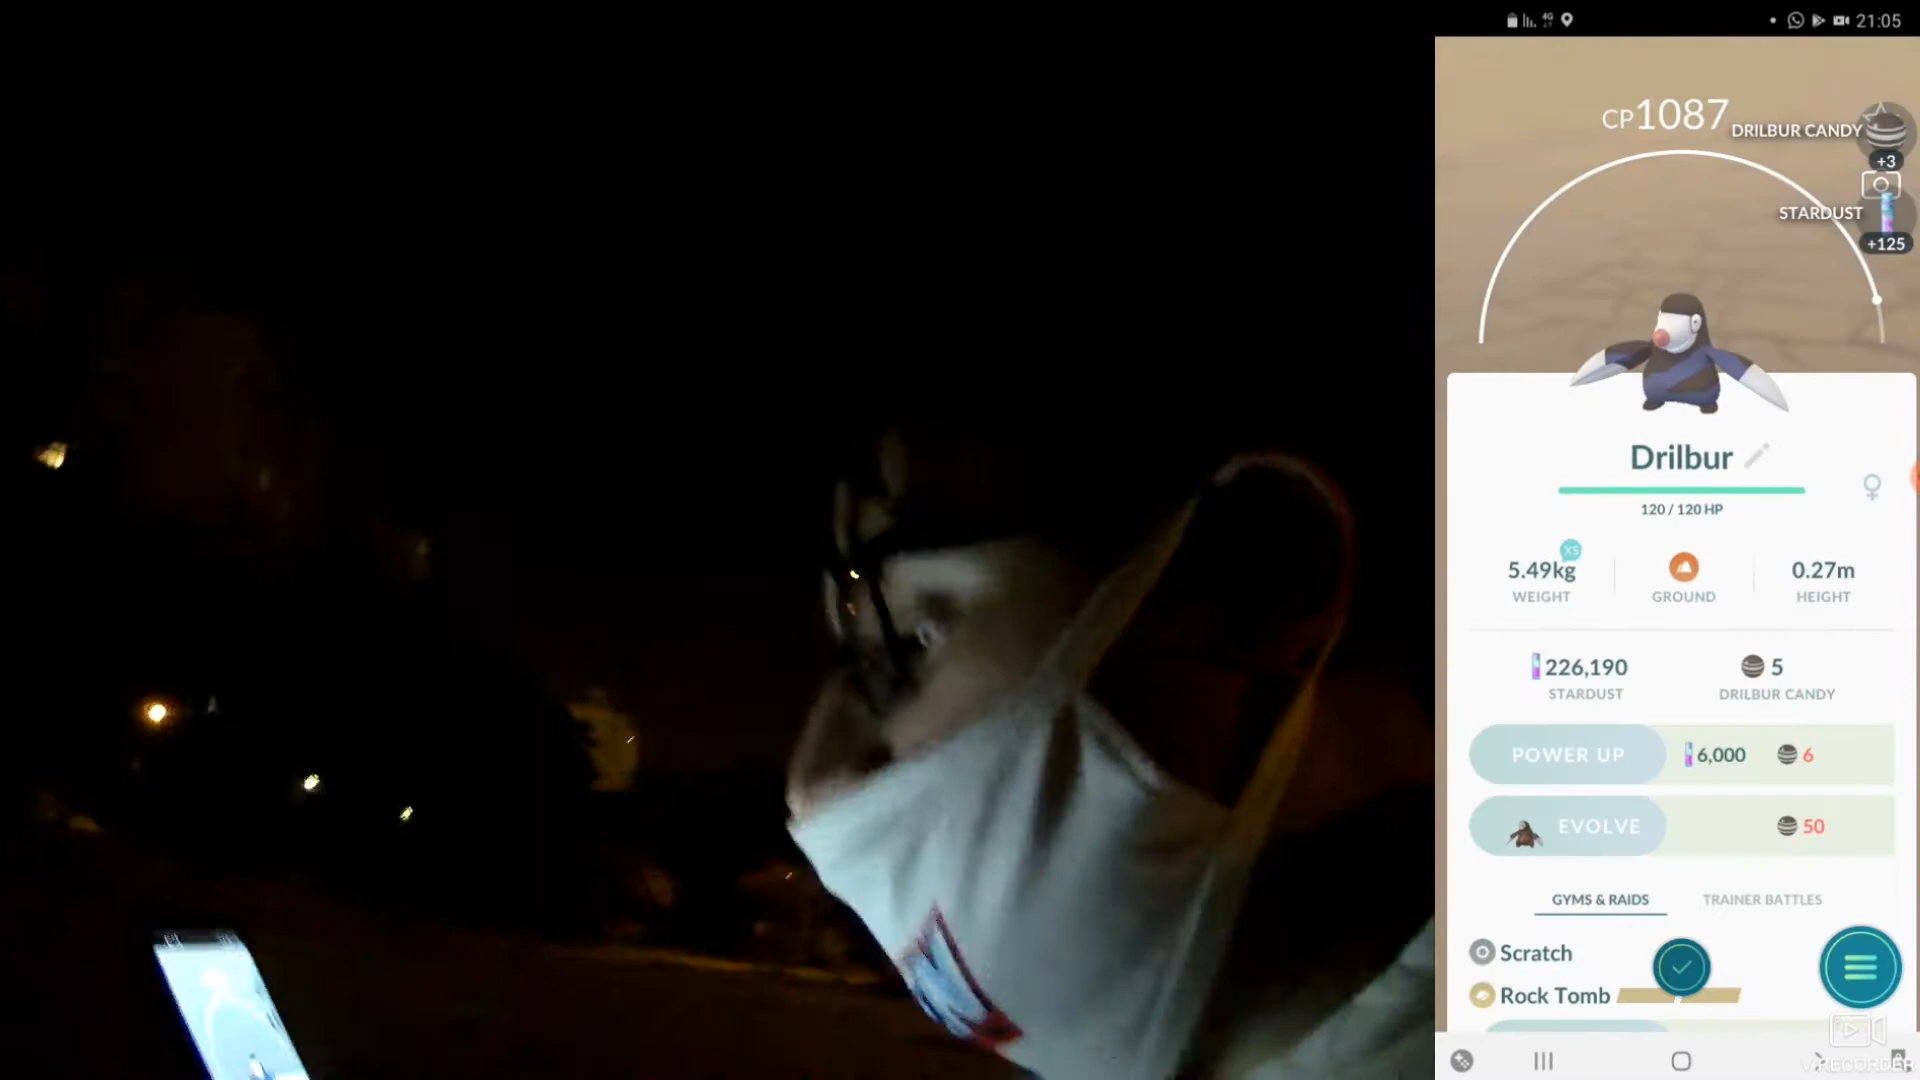 4G
21:05
CP1087
DRILBUR CANDY
+3
STARDUST
+125
Drilbur
120 / 120 HP
XS
5.49kg
WEIGHT
GROUND
0.27m
HEIGHT
226,190
STARDUST
5
DRILBUR CANDY
POWER UP
6,000
6
EVOLVE
50
GYMS & RAIDS
TRAINER BATTLES
Scratch
Rock Tomb
V.RECORDER